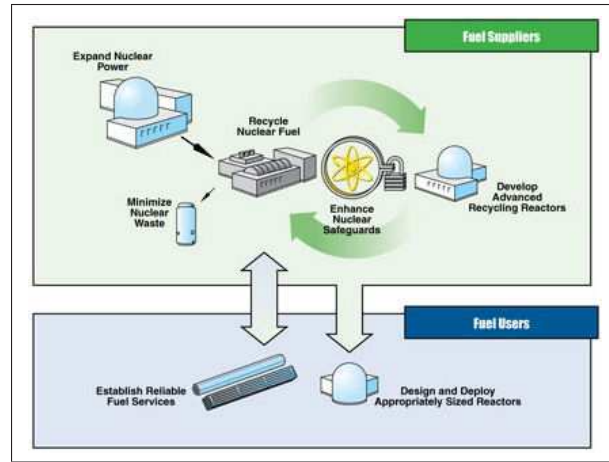 Fuel Suppliers
Expand Nuclear
Power
Recycle
Nuclear Fuel
Minimize
Nuclear
Waste
Enhance
Nuclear
Safeguards
Develop
Advanced
Recycling Reactors
Fuel Users
Establish Reliable
Fuel Services
Design and Deploy
Appropriately Sized Reactors